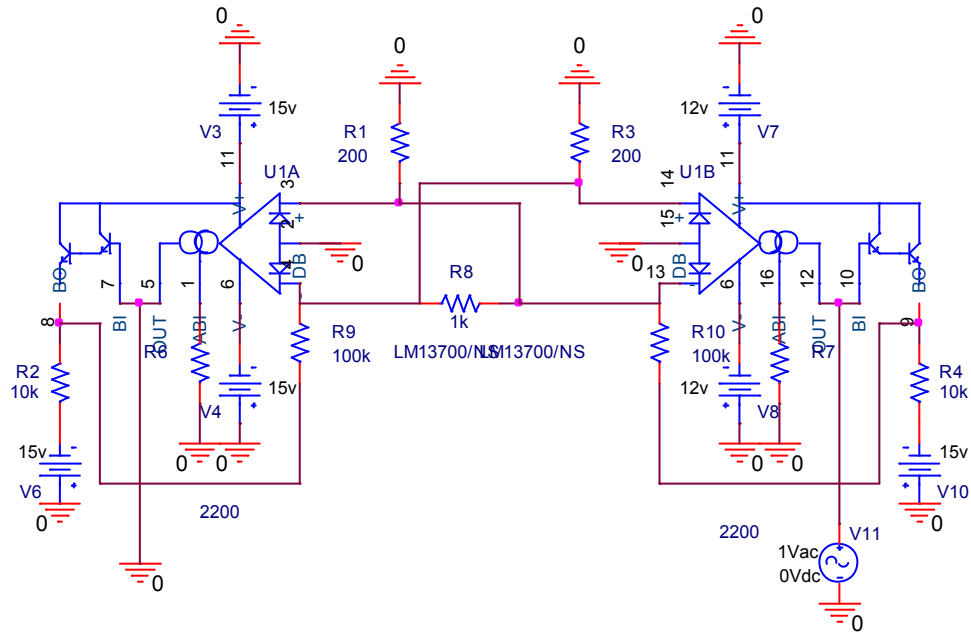 0
0
0
0
15v
V3
R1
200
R3
200
12v
V7
11
U1A
3
V+
+
2
4
DB
0
14
U1B
11
V+
15
+
13
DB
-
0
BO
7
5
1
6
BI
OUT
ABI
V-
8
R6
R8
1k
R9
100k
LM13700/NS
LM13700/NS
R10
100k
6
16
12
10
V-
ABI
OUT
BI
BO
9
R7
R2
10k
15v
V4
12v
V8
R4
10k
15v
V6
0
0
0
0
0
15v
V10
0
2200
2200
V11
1Vac
0Vdc
0
0